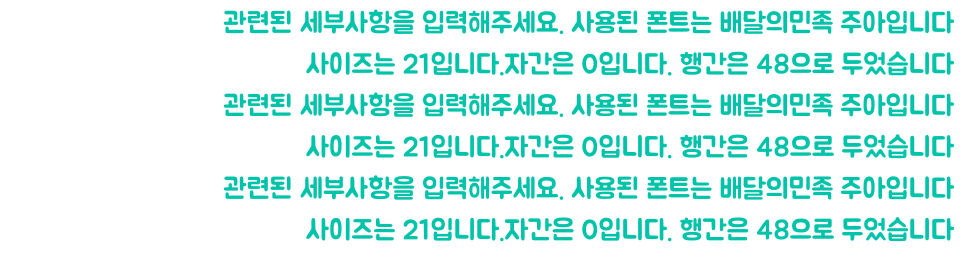 관련된 세부사항을 입력해주세요. 사용된 폰트는 배달의민족 주아입니다
사이즈는 21입니다.자간은 0입니다. 행간은 48으로 두었습니다
관련된 세부사항을 입력해주세요. 사용된 폰트는 배달의민족 주아입니다
사이즈는 21입니다.자간은 0입니다. 행간은 48으로 두었습니다
관련된 세부사항을 입력해주세요. 사용된 폰트는 배달의민족 주아입니다
사이즈는 21입니다.자간은 0입니다. 행간은 48으로 두었습니다